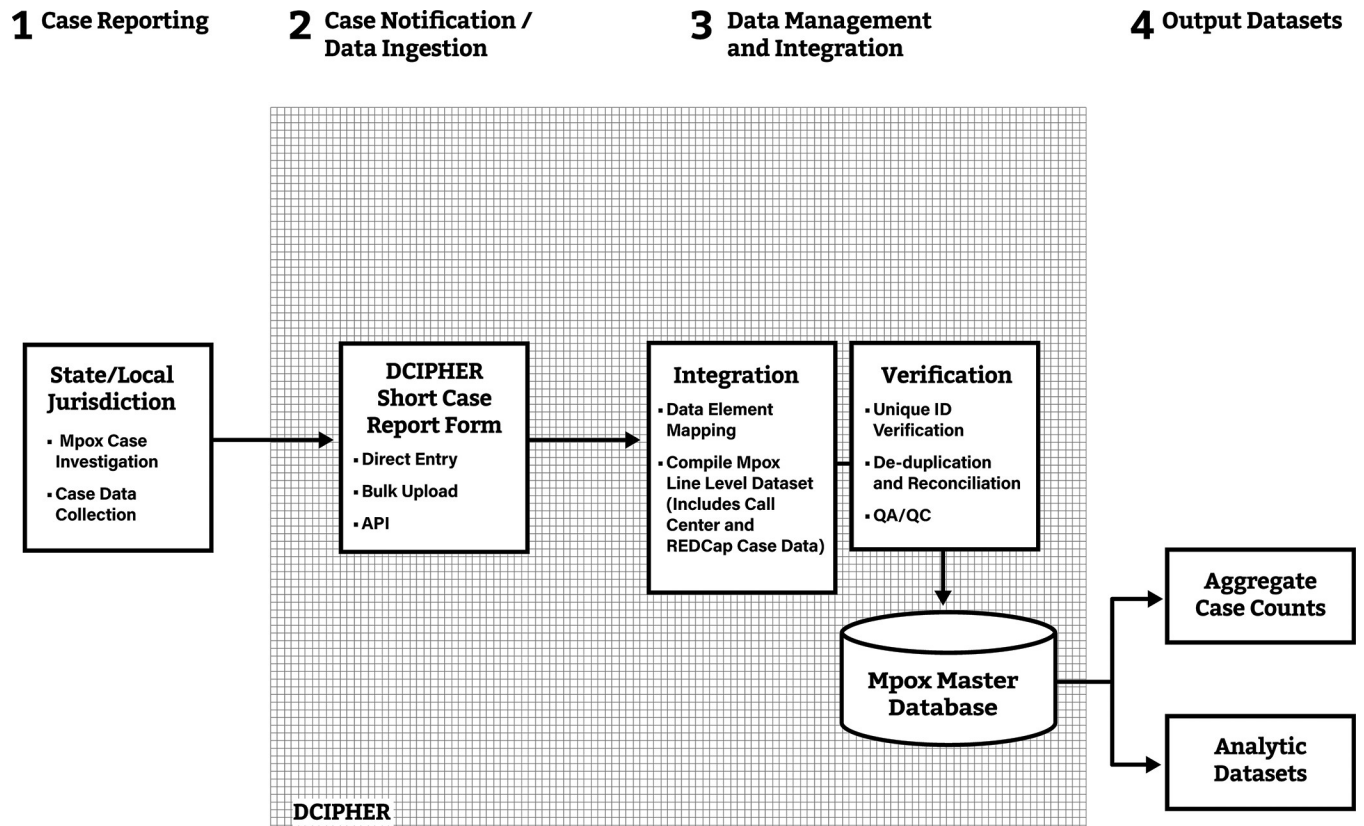 1 Case Reporting
2 Case Notification /
Data Ingestion
3 Data Management
and Integration
4 Output Datasets
State/Local
Jurisdiction
▪ Mpox Case
Investigation
▪ Case Data
Collection
DCIPHER
Short Case
Report Form
▪ Direct Entry
▪ Bulk Upload
▪ API
Integration
▪ Data Element
Mapping
▪ Compile Mpox
Line Level Dataset
(Includes Call
Center and
REDCap Case Data)
Verification
▪ Unique ID
Verification
▪ De-duplication
and Reconciliation
▪ QA/QC
Mpox Master
Database
Aggregate
Case Counts
Analytic
Datasets
DCIPHER